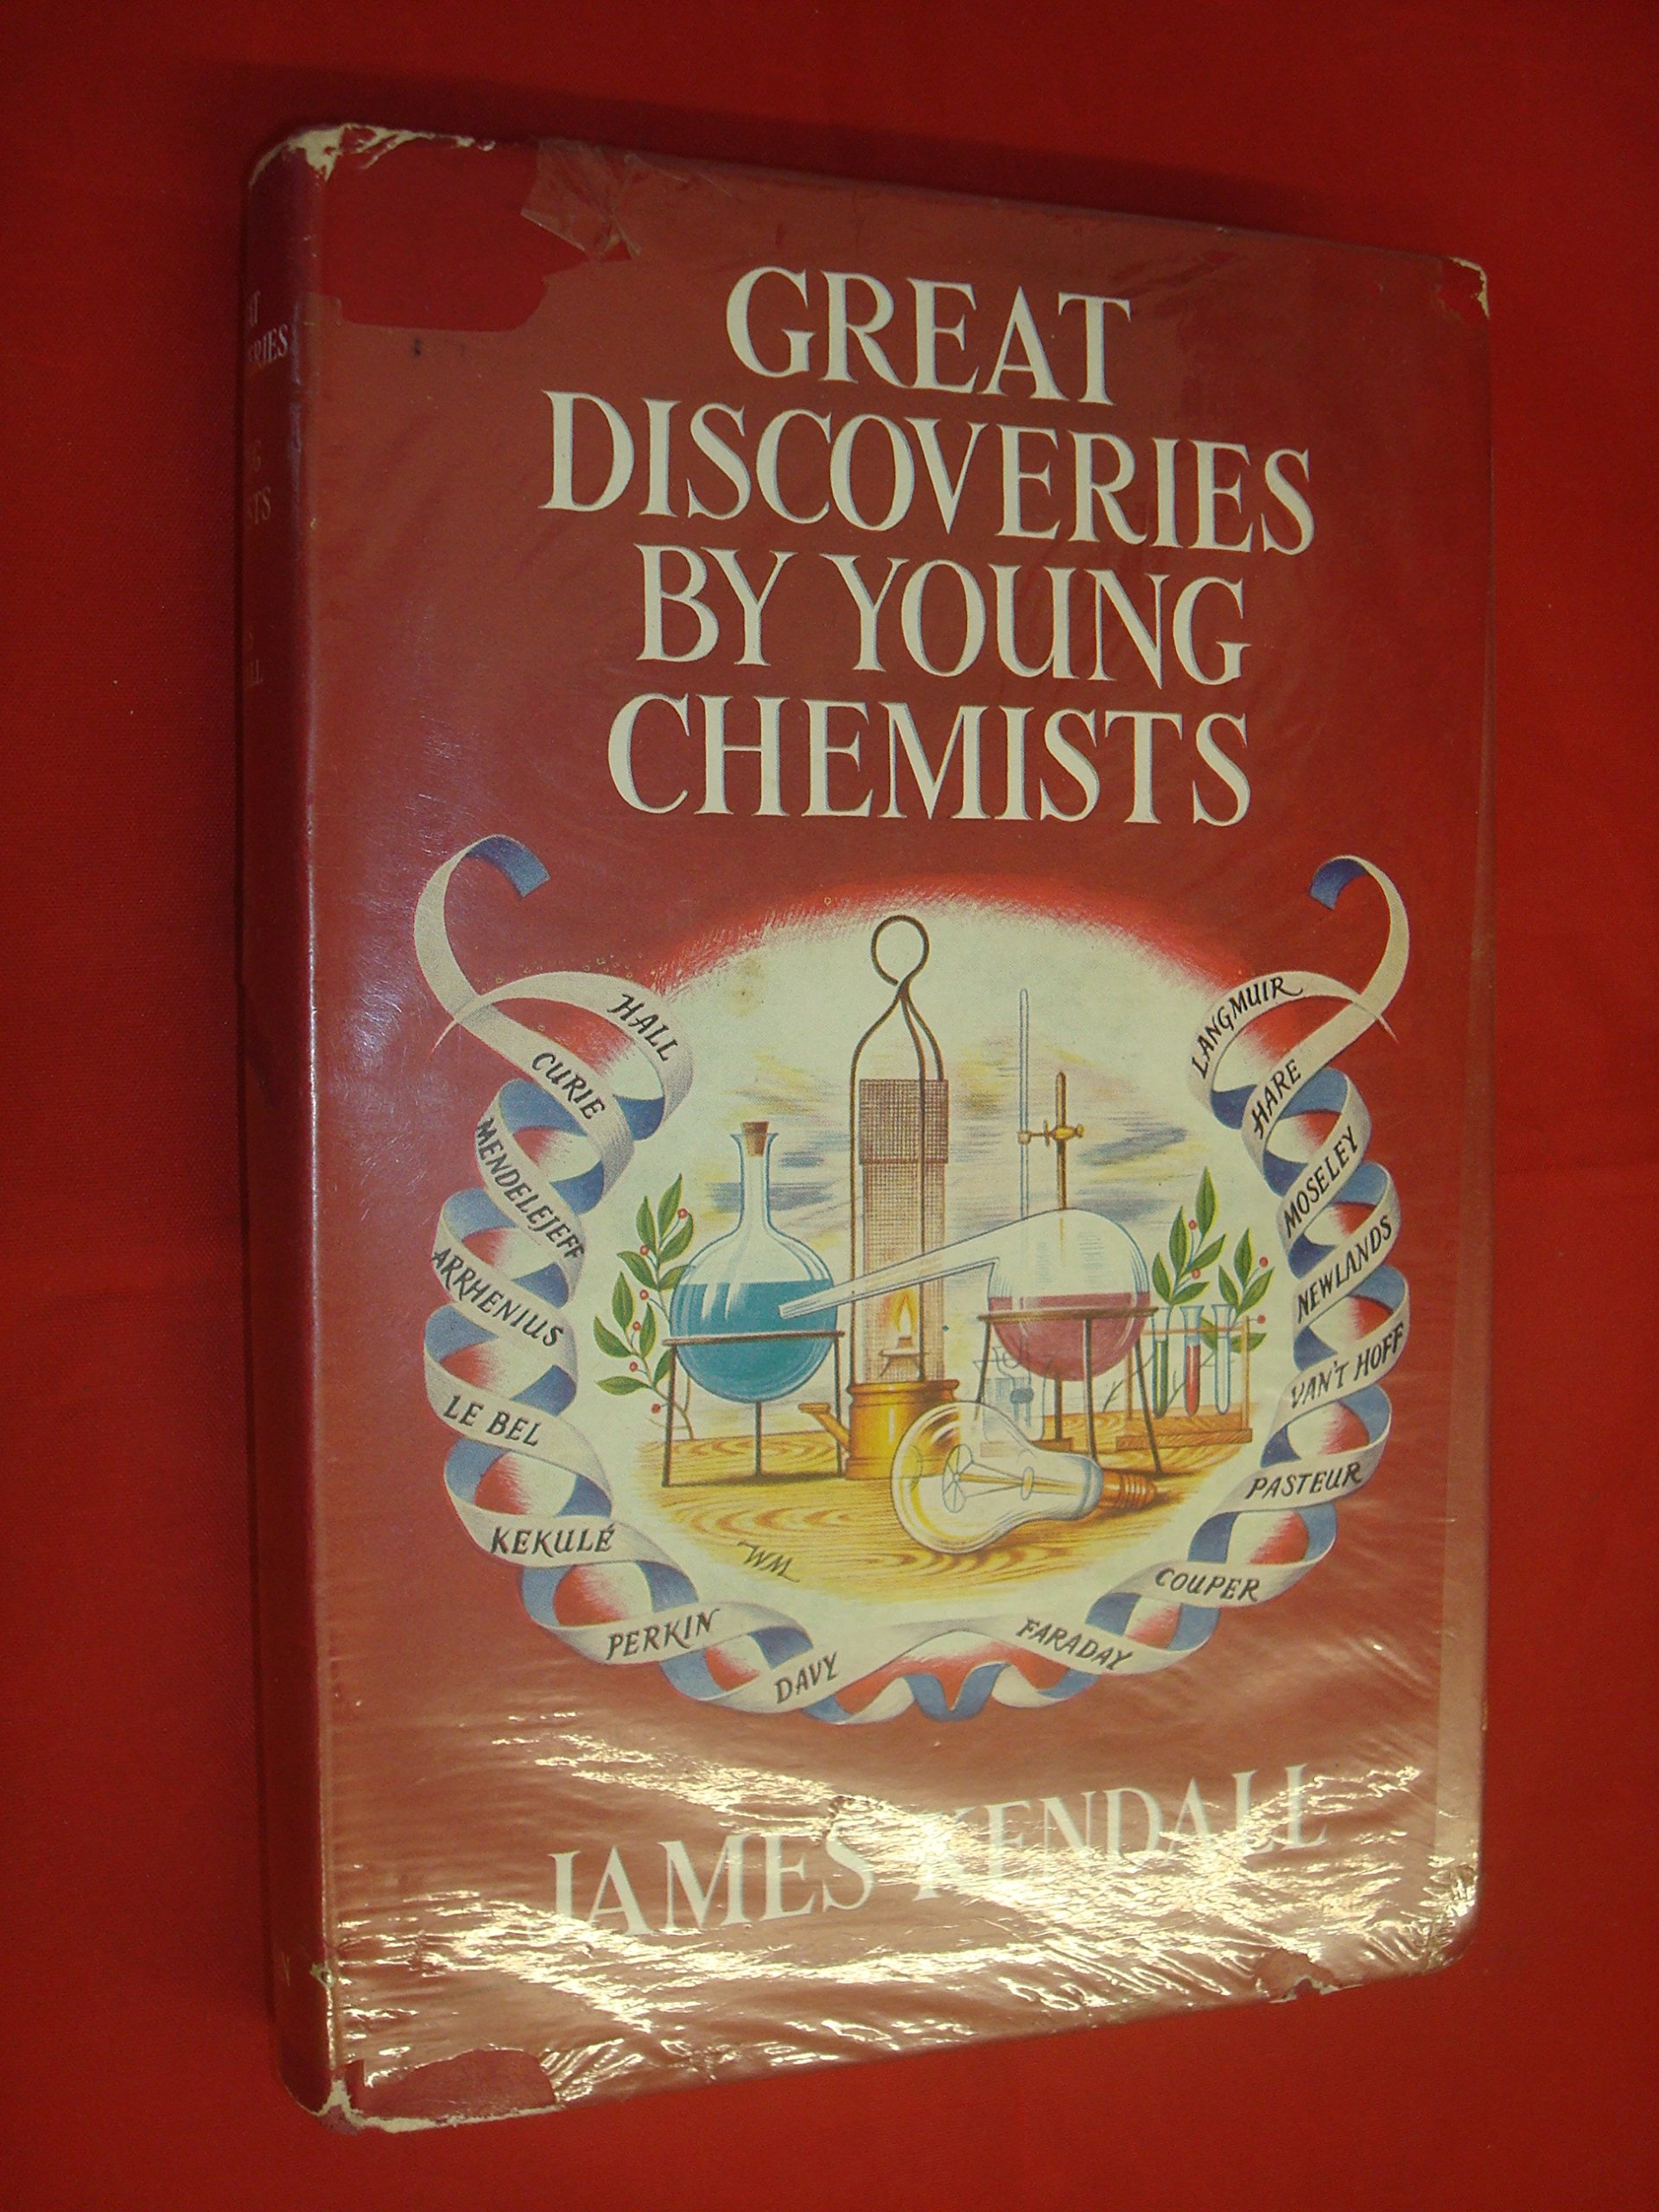 GREAT
DISCOVERIES
BY YOUNG
CHEMISTS
HALL
CURIE
MENDELEJEFF
ARRHENIUS
LE BEL
KEKULÉ
PERKIN
DAVY
LANGMUIR
HARE
MOSELEY
NEWLANDS
VAN'T HOFF
PASTEUR
COUPER
FARADAY
WM
JAMES KENDALL